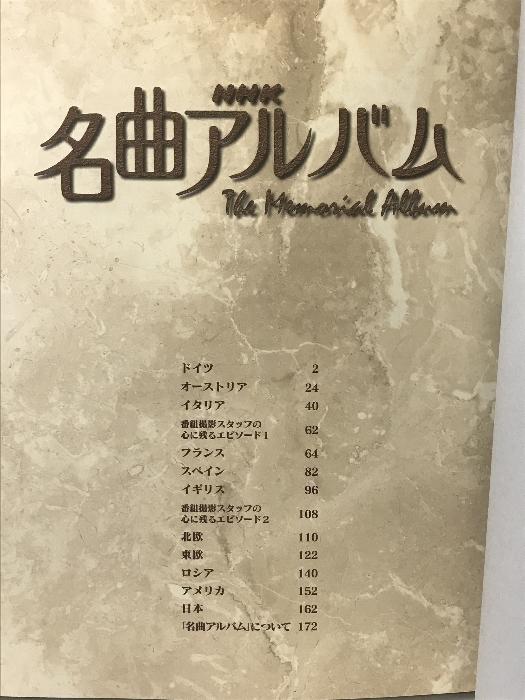 NHK
名曲アルバム
The Memorial Album
ドイツ 2
オーストリア 24
イタリア 40
番組撮影スタッフの
心に残るエピソード1 62
フランス 64
スペイン 82
イギリス 96
番組撮影スタッフの
心に残るエピソード2 108
北欧 110
東欧 122
ロシア 140
アメリカ 152
日本 162
「名曲アルバム」について 172